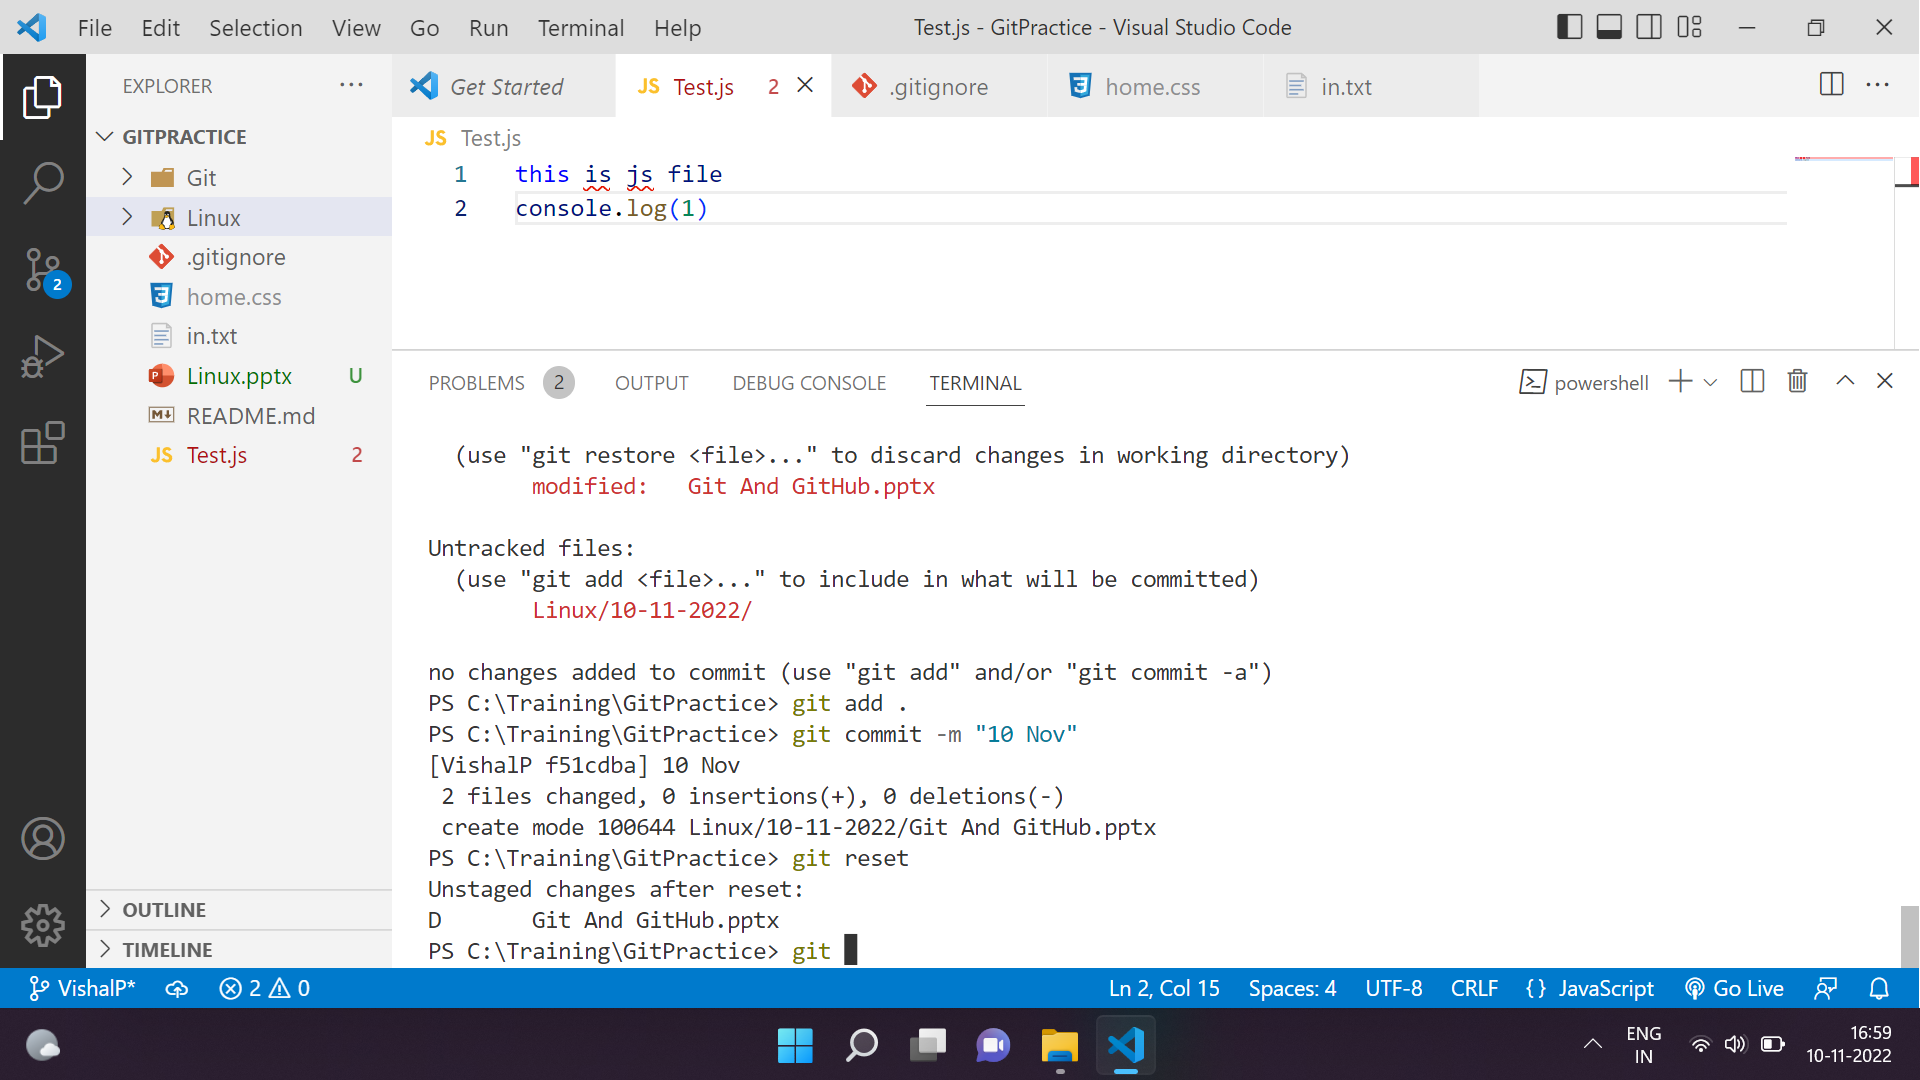 File Edit Selection View Go Run Terminal Help
Test.js - GitPractice - Visual Studio Code
EXPLORER
GITPRACTICE
Git
Linux
.gitignore
home.css
in.txt
Linux.pptx U
README.md
JS Test.js 2
OUTLINE
TIMELINE
2
Get Started
JS Test.js 2
.gitignore
home.css
in.txt
JS Test.js
1 this is js file
2 console.log(1)
PROBLEMS 2 OUTPUT DEBUG CONSOLE TERMINAL
powershell
(use "git restore <file>..." to discard changes in working directory)
modified: Git And GitHub.pptx
Untracked files:
(use "git add <file>..." to include in what will be committed)
Linux/10-11-2022/
no changes added to commit (use "git add" and/or "git commit -a")
PS C:\Training\GitPractice> git add .
PS C:\Training\GitPractice> git commit -m "10 Nov"
[VishalP f51cdba] 10 Nov
2 files changed, 0 insertions(+), 0 deletions(-)
create mode 100644 Linux/10-11-2022/Git And GitHub.pptx
PS C:\Training\GitPractice> git reset
Unstaged changes after reset:
D Git And GitHub.pptx
PS C:\Training\GitPractice> git
VishalP* 2 0
Ln 2, Col 15 Spaces: 4 UTF-8 CRLF {} JavaScript Go Live
ENG
IN
16:59
10-11-2022